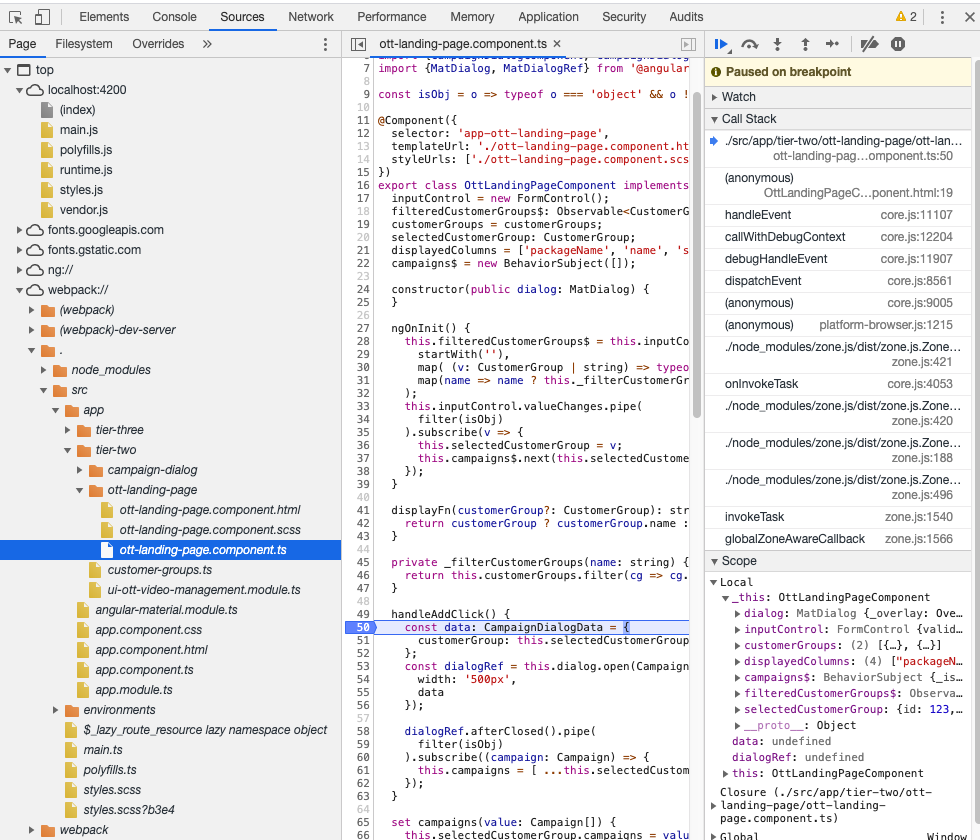 Elements Console Sources Network Performance Memory Application Security Audits 2
Page Filesystem Overrides »
top
localhost:4200
(index)
main.js
polyfills.js
runtime.js
styles.js
vendor.js
fonts.googleapis.com
fonts.gstatic.com
ng://
webpack://
(webpack)
(webpack)-dev-server
.
node_modules
src
app
tier-three
tier-two
campaign-dialog
ott-landing-page
ott-landing-page.component.html
ott-landing-page.component.scss
ott-landing-page.component.ts
customer-groups.ts
ui-ott-video-management.module.ts
angular-material.module.ts
app.component.css
app.component.html
app.component.ts
app.module.ts
environments
$_lazy_route_resource lazy namespace object
main.ts
polyfills.ts
styles.scss
styles.scss?b3e4
webpack
ott-landing-page.component.ts ×
7 import {MatDialog, MatDialogRef} from '@angular
8
9 const isObj = o => typeof o === 'object' && o !
10
11 @Component({
12 selector: 'app-ott-landing-page',
13 templateUrl: './ott-landing-page.component.ht
14 styleUrls: ['./ott-landing-page.component.scss
15 })
16 export class OttLandingPageComponent implements
17 inputControl = new FormControl();
18 filteredCustomerGroups$: Observable<CustomerG
19 customerGroups = customerGroups;
20 selectedCustomerGroup: CustomerGroup;
21 displayedColumns = ['packageName', 'name', 's
22 campaigns$ = new BehaviorSubject([]);
23
24 constructor(public dialog: MatDialog) {
25 }
26
27 ngOnInit() {
28 this.filteredCustomerGroups$ = this.inputCo
29 startWith(''),
30 map( (v: CustomerGroup | string) => typeo
31 map(name => name ? this._filterCustomerGr
32 );
33 this.inputControl.valueChanges.pipe(
34 filter(isObj)
35 ).subscribe(v => {
36 this.selectedCustomerGroup = v;
37 this.campaigns$.next(this.selectedCustome
38 });
39 }
40
41 displayFn(customerGroup?: CustomerGroup): str
42 return customerGroup ? customerGroup.name :
43 }
44
45 private _filterCustomerGroups(name: string) {
46 return this.customerGroups.filter(cg => cg.
47 }
48
49 handleAddClick() {
50 const data: CampaignDialogData = {
51 customerGroup: this.selectedCustomerGroup
52 };
53 const dialogRef = this.dialog.open(Campaign
54 width: '500px',
55 data
56 });
57
58 dialogRef.afterClosed().pipe(
59 filter(isObj)
60 ).subscribe((campaign: Campaign) => {
61 this.campaigns = [ ...this.selectedCustom
62 });
63 }
64
65 set campaigns(value: Campaign[]) {
66 this.selectedCustomerGroup.campaigns = valu
Paused on breakpoint
Watch
Call Stack
./src/app/tier-two/ott-landing-page/ott-lan…
ott-landing-pag…omponent.ts:50
(anonymous)
OttLandingPageC…ponent.html:19
handleEvent core.js:11107
callWithDebugContext core.js:12204
debugHandleEvent core.js:11907
dispatchEvent core.js:8561
(anonymous) core.js:9005
(anonymous) platform-browser.js:1215
./node_modules/zone.js/dist/zone.js.Zone…
zone.js:421
onInvokeTask core.js:4053
./node_modules/zone.js/dist/zone.js.Zone…
zone.js:420
./node_modules/zone.js/dist/zone.js.Zone…
zone.js:188
./node_modules/zone.js/dist/zone.js.Zone…
zone.js:496
invokeTask zone.js:1540
globalZoneAwareCallback zone.js:1566
Scope
Local
_this: OttLandingPageComponent
dialog: MatDialog {_overlay: Ove…
inputControl: FormControl {valid…
customerGroups: (2) [{…}, {…}]
displayedColumns: (4) ["packageN…
campaigns$: BehaviorSubject {_is…
filteredCustomerGroups$: Observa…
selectedCustomerGroup: {id: 123,…
__proto__: Object
data: undefined
dialogRef: undefined
this: OttLandingPageComponent
Closure (./src/app/tier-two/ott-
landing-page/ott-landing-
page.component.ts)
Global Window